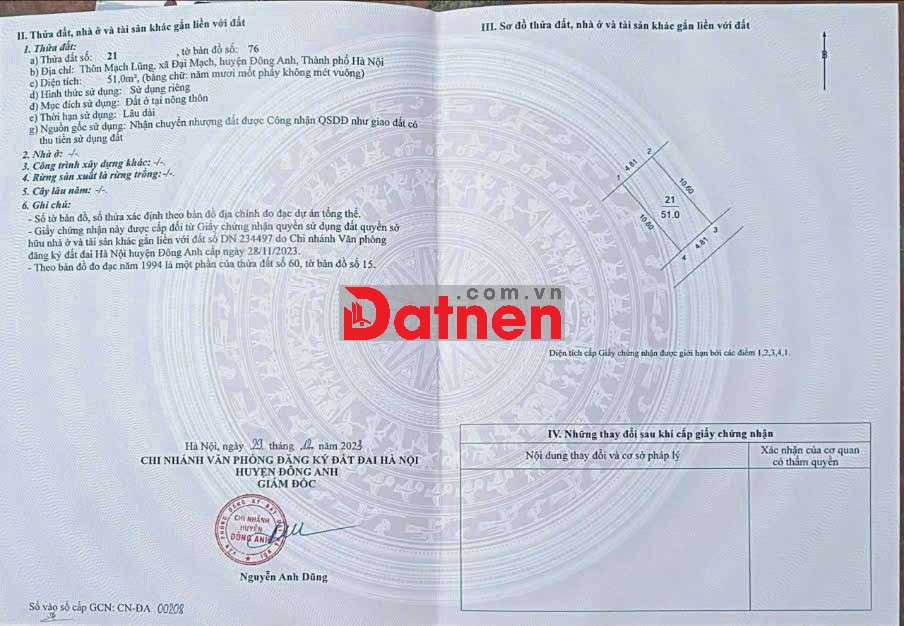 II. Thửa đất, nhà ở và tài sản khác gắn liền với đất
1. Thửa đất:
a) Thửa đất số: 21 , tờ bản đồ số: 76
b) Địa chỉ: Thôn Mạch Lũng, xã Đại Mạch, huyện Đông Anh, Thành phố Hà Nội
c) Diện tích: 51,0m², (bằng chữ: năm mươi mốt phẩy không mét vuông)
d) Hình thức sử dụng: Sử dụng riêng
đ) Mục đích sử dụng: Đất ở tại nông thôn
e) Thời hạn sử dụng: Lâu dài
g) Nguồn gốc sử dụng: Nhận chuyển nhượng đất được Công nhận QSDĐ như giao đất có
thu tiền sử dụng đất
2. Nhà ở: -/-.
3. Công trình xây dựng khác: -/-.
4. Rừng sản xuất là rừng trồng:-/-.
5. Cây lâu năm: -/-.
6. Ghi chú:
- Số tờ bản đồ, số thửa xác định theo bản đồ địa chính đo đạc dự án tổng thể.
- Giấy chứng nhận này được cấp đổi từ Giấy chứng nhận quyền sử dụng đất quyền sở
hữu nhà ở và tài sản khác gắn liền với đất số DN 234497 do Chi nhánh Văn phòng
đăng ký đất đai Hà Nội huyện Đông Anh cấp ngày 28/11/2023.
- Theo bản đồ đo đạc năm 1994 là một phần của thửa đất số 60, tờ bản đồ số 15.
Hà Nội, ngày 29 tháng 12 năm 2023
CHI NHÁNH VĂN PHÒNG ĐĂNG KÝ ĐẤT ĐAI HÀ NỘI
HUYỆN ĐÔNG ANH
GIÁM ĐỐC
CHI NHÁNH
HUYỆN
ĐÔNG ANH
Nguyễn Anh Dũng
Số vào sổ cấp GCN: CN-ĐA 00208
III. Sơ đồ thửa đất, nhà ở và tài sản khác gắn liền với đất
B
1
4.81
2
10.60
21
51.0
10.60
3
4.81
4
Datnen
.com.vn
Diện tích cấp Giấy chứng nhận được giới hạn bởi các điểm 1,2,3,4,1.
IV. Những thay đổi sau khi cấp giấy chứng nhận
Nội dung thay đổi và cơ sở pháp lý
Xác nhận của cơ quan
có thẩm quyền